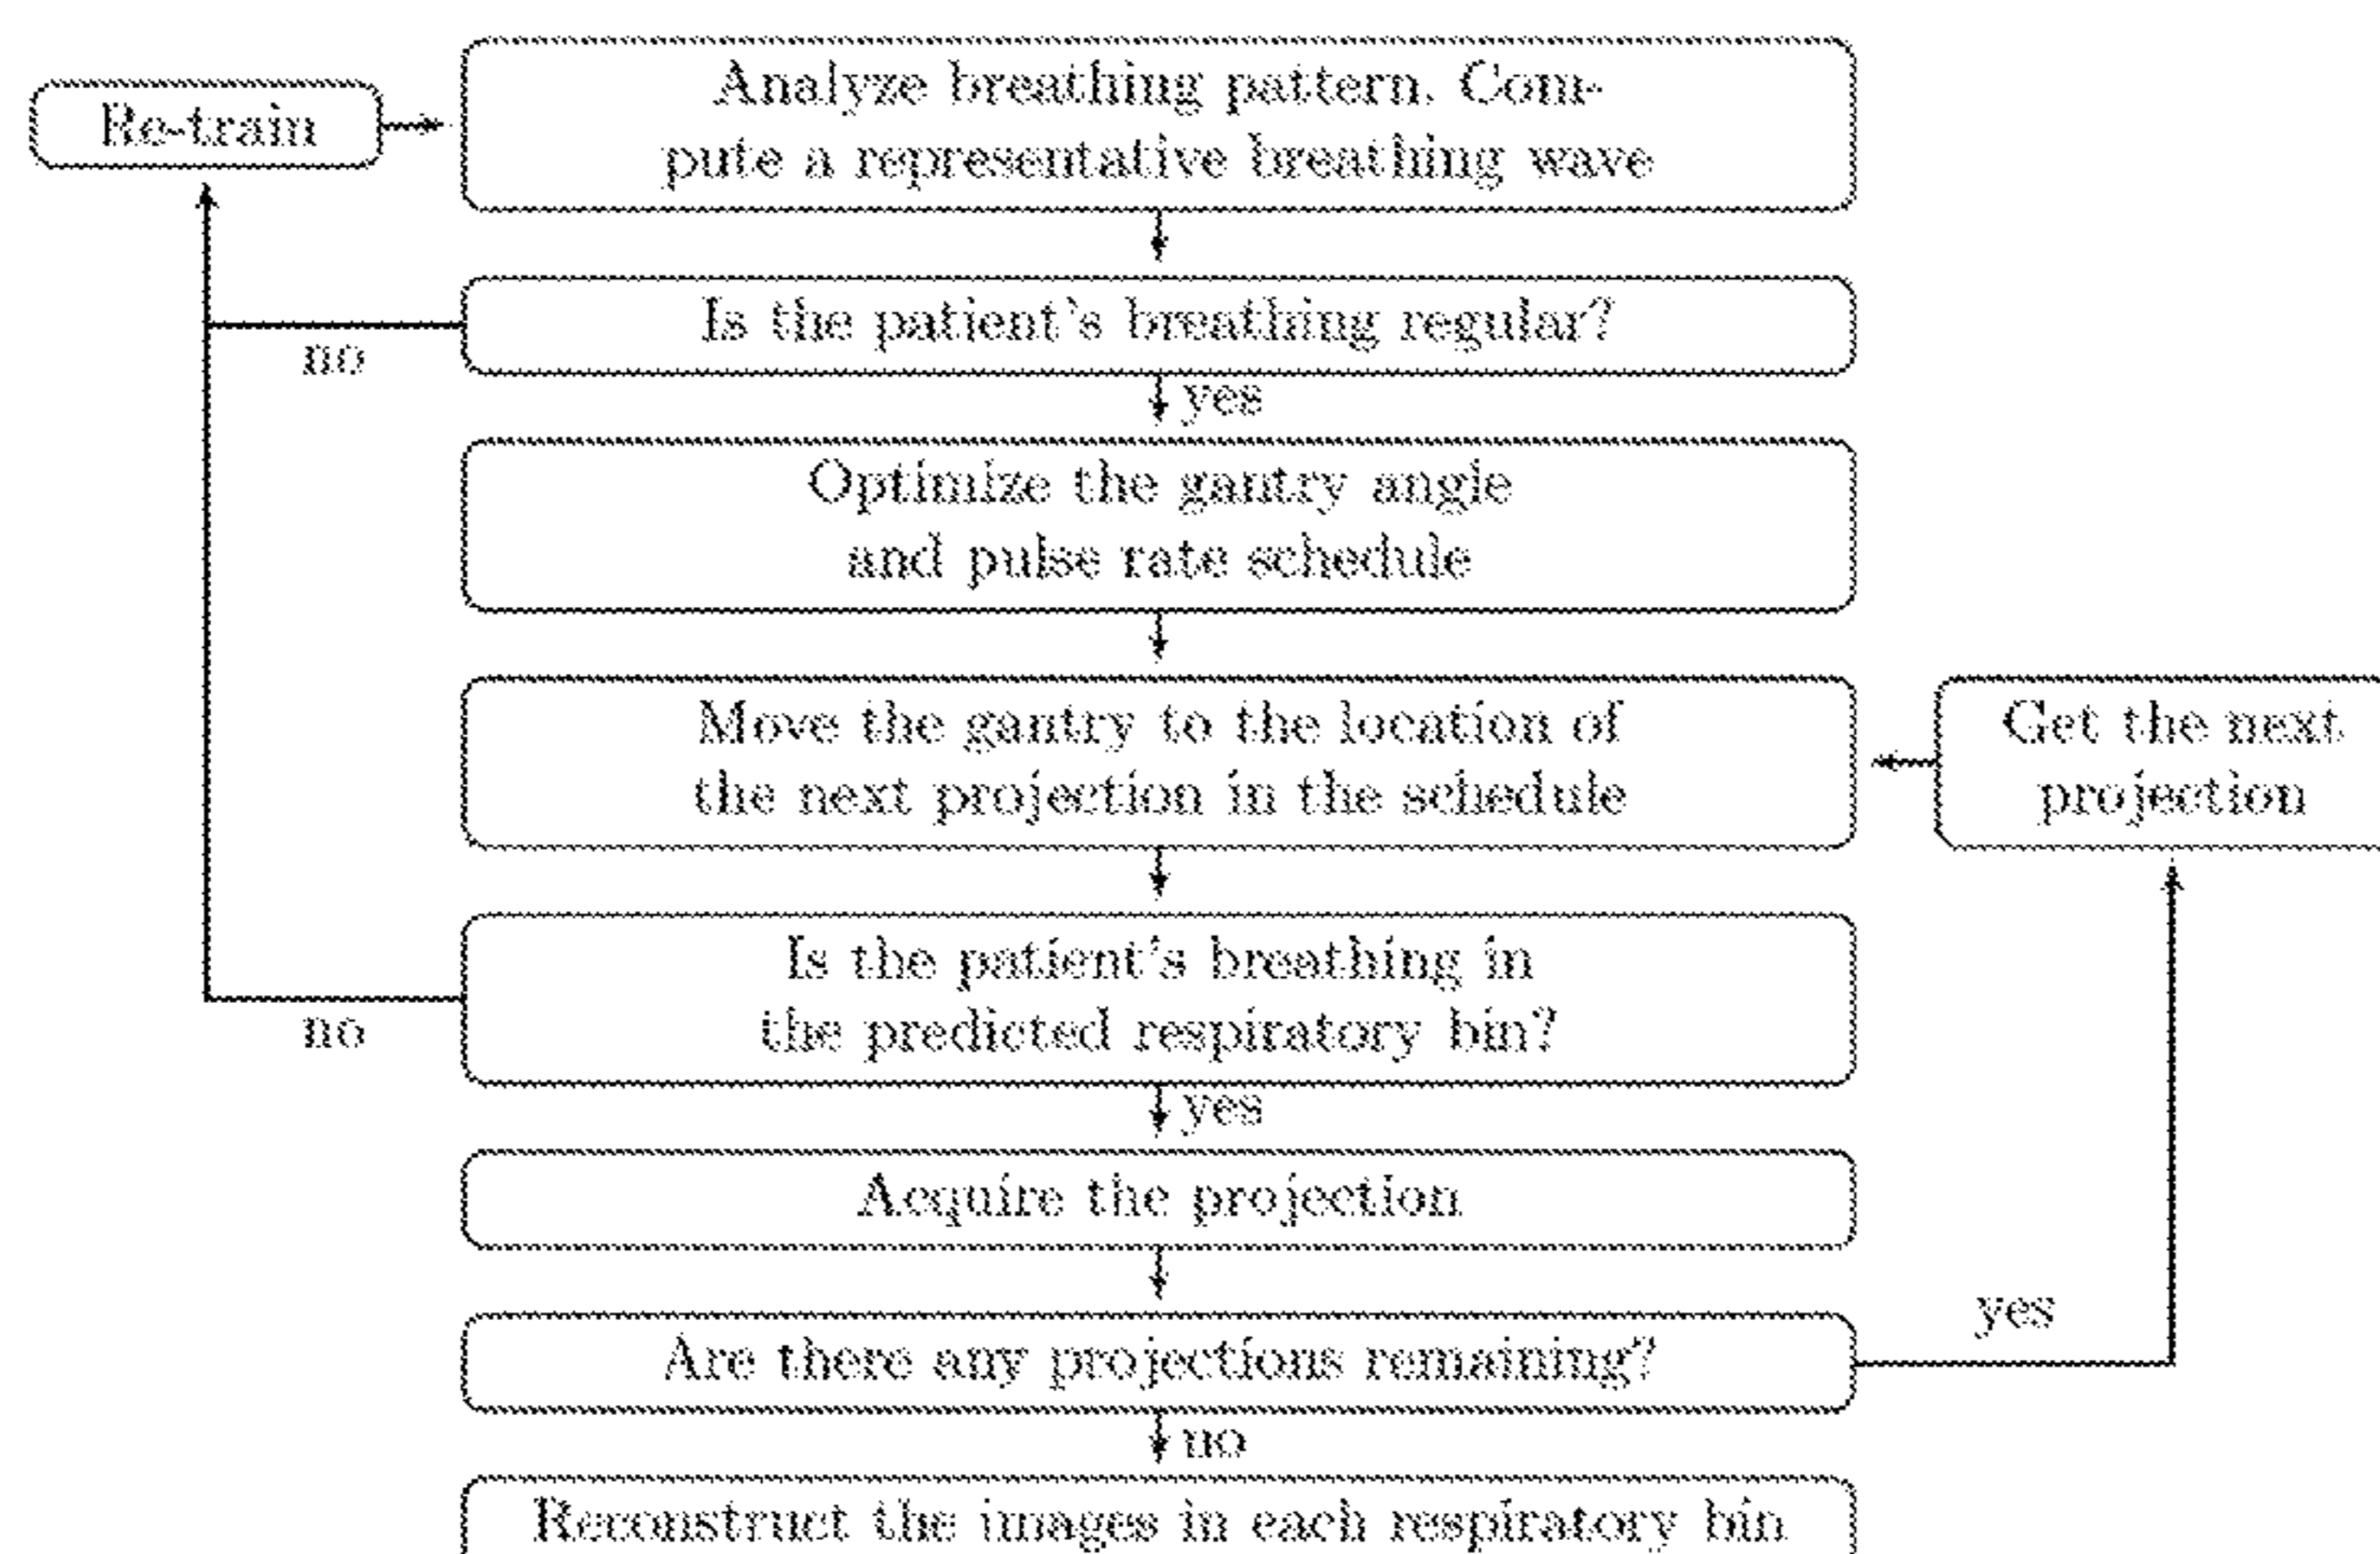 Re-train
Analyze breathing pattern. Com-
pute a representative breathing wave
Is the patient's breathing regular?
no
yes
Optimize the gantry angle
and pulse rate schedule
Move the gantry to the location of
the next projection in the schedule
Get the next
projection
Is the patient's breathing in
the predicted respiratory bin?
no
yes
Acquire the projection
Are there any projections remaining?
yes
no
Reconstruct the images in each respiratory bin